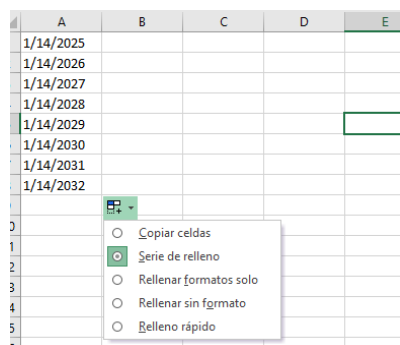 A B C D E
1/14/2025
1/14/2026
1/14/2027
1/14/2028
1/14/2029
1/14/2030
1/14/2031
1/14/2032
Copiar celdas
Serie de relleno
Rellenar formatos solo
Rellenar sin formato
Relleno rápido